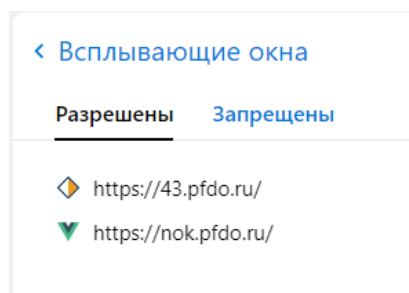 Всплывающие окна
Разрешены Запрещены
https://43.pfdo.ru/
https://nok.pfdo.ru/